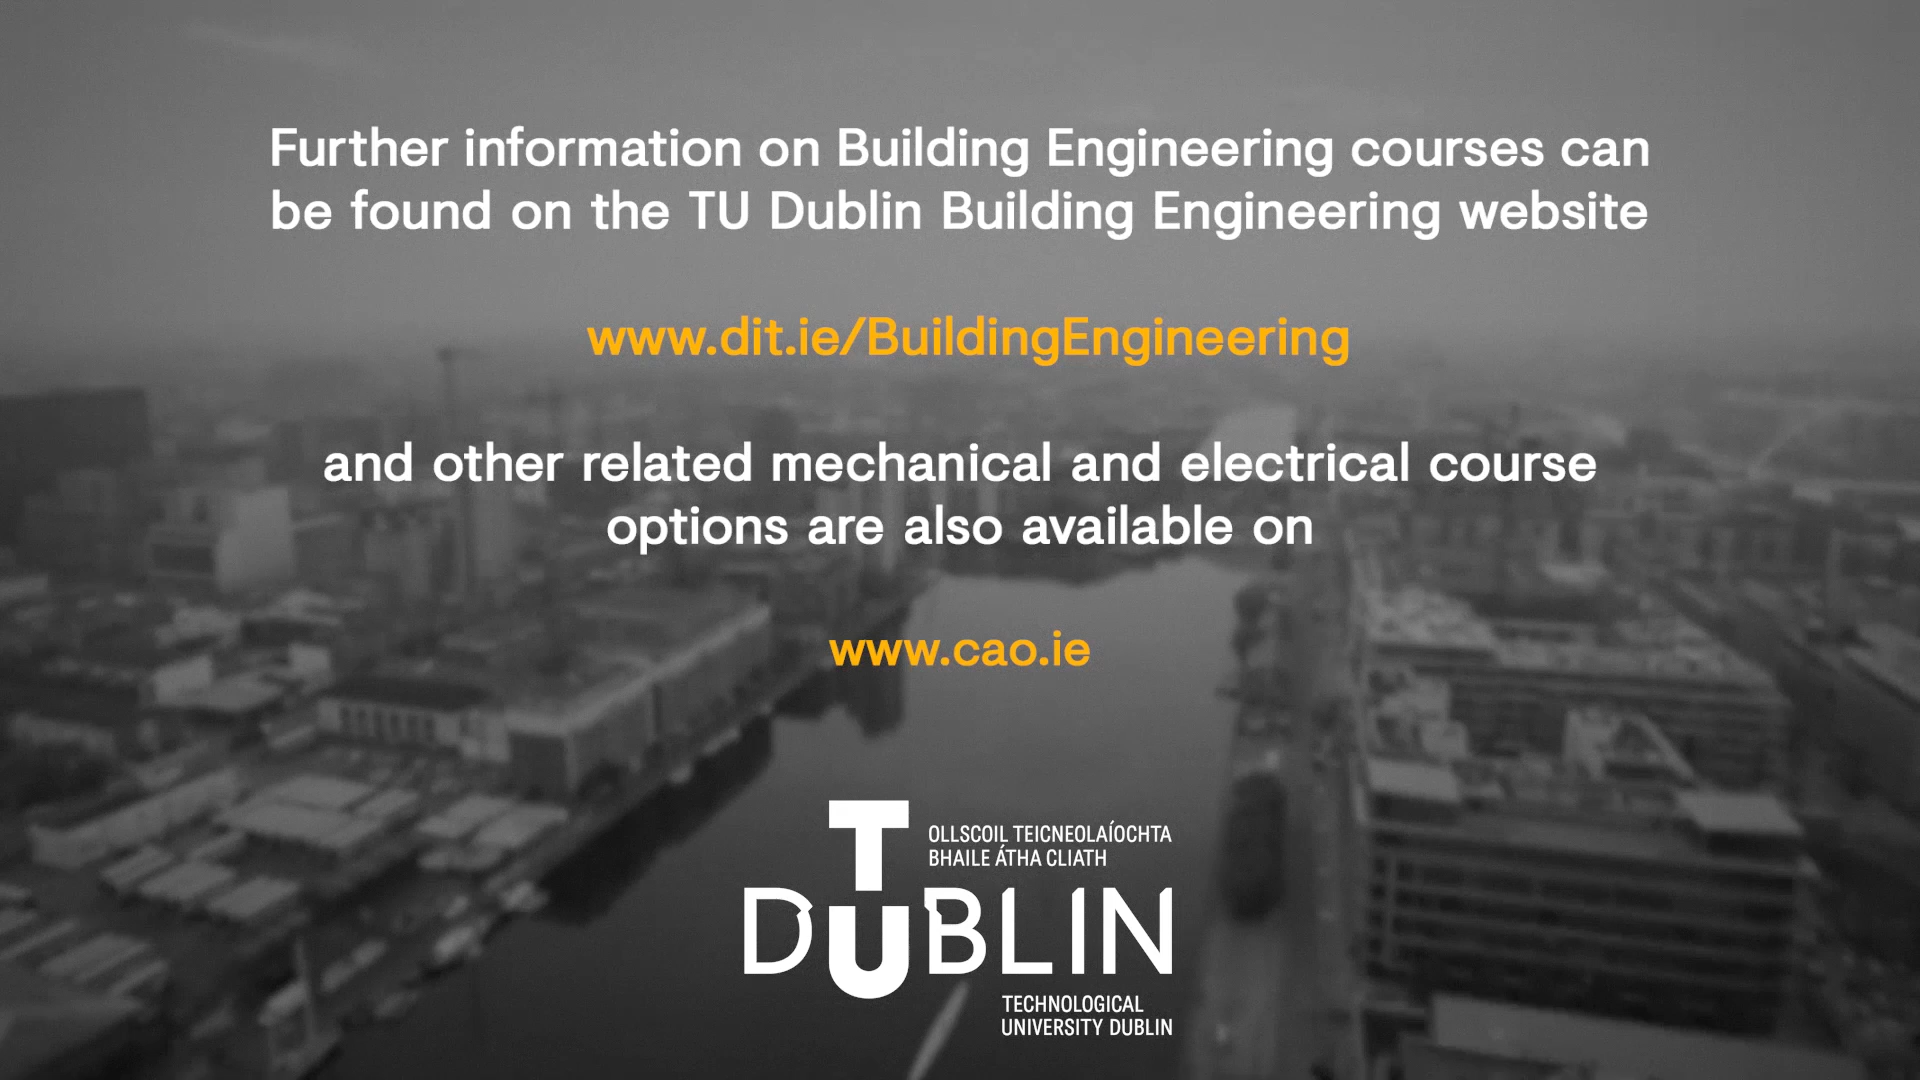 Further information on Building Engineering courses can
be found on the TU Dublin Building Engineering website
www.dit.ie/BuildingEngineering
and other related mechanical and electrical course
options are also available on
www.cao.ie
OLLSCOIL TEICNEOLAÍOCHTA
BHAILE ÁTHA CLIATH
T
DUBLIN
TECHNOLOGICAL
UNIVERSITY DUBLIN